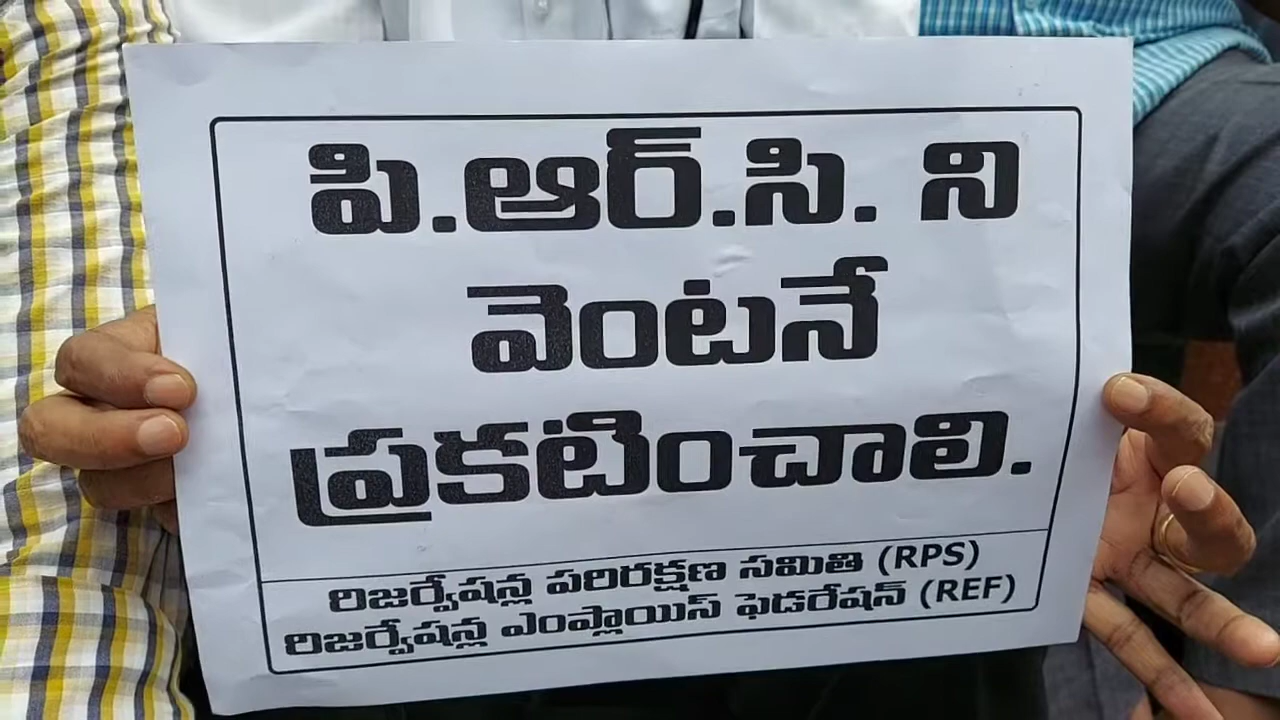 పి.ఆర్.సి. ని
వెంటనే
ప్రకటించాలి.
రిజర్వేషన్ల పరిరక్షణ సమితి (RPS)
రిజర్వేషన్ల ఎంప్లాయిస్ ఫెడరేషన్ (REF)